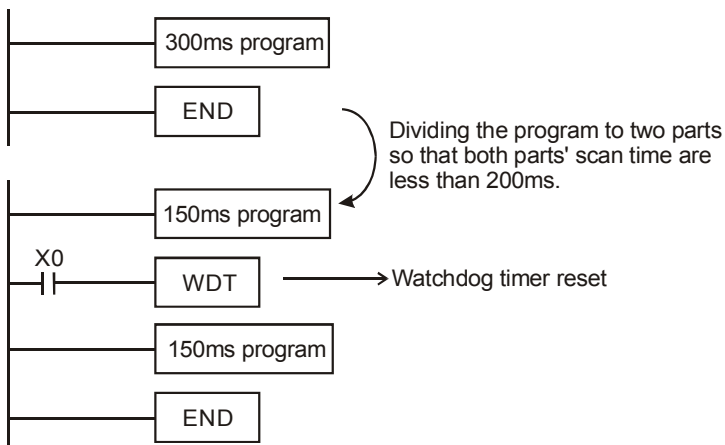 300ms program
END
Dividing the program to two parts
so that both parts' scan time are
less than 200ms.
150ms program
X0
WDT
Watchdog timer reset
150ms program
END